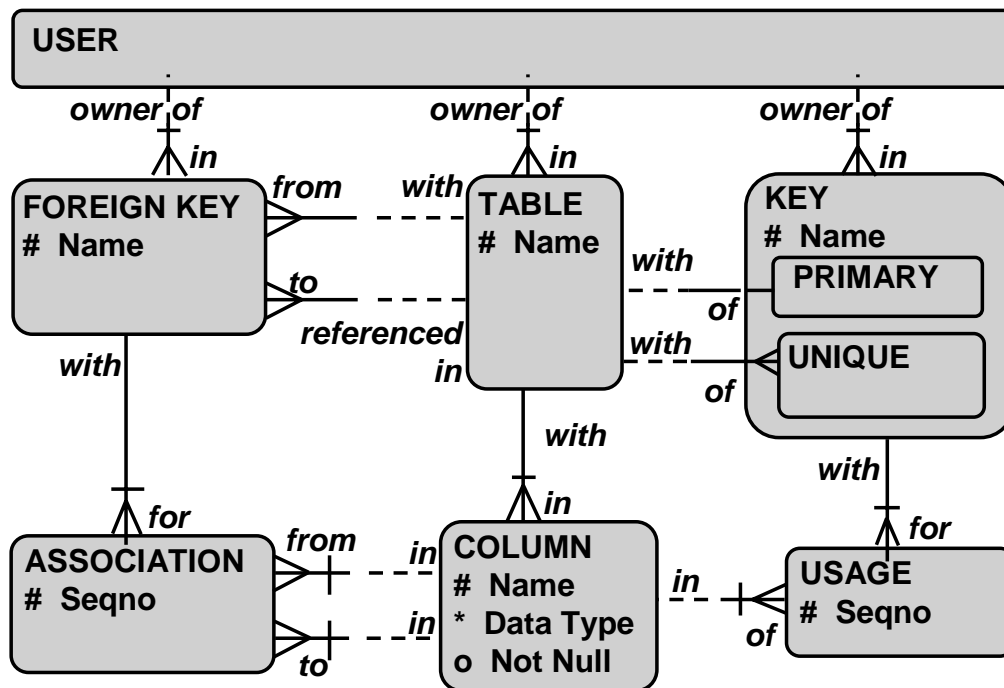 USER
owner of
owner of
owner of
in
in
in
FOREIGN KEY
# Name
from
with
TABLE
# Name
KEY
# Name
to
referenced
in
with
of
PRIMARY
with
of
UNIQUE
with
with
with
for
in
for
ASSOCIATION
# Seqno
from
in
to
in
COLUMN
# Name
* Data Type
o Not Null
in
of
USAGE
# Seqno